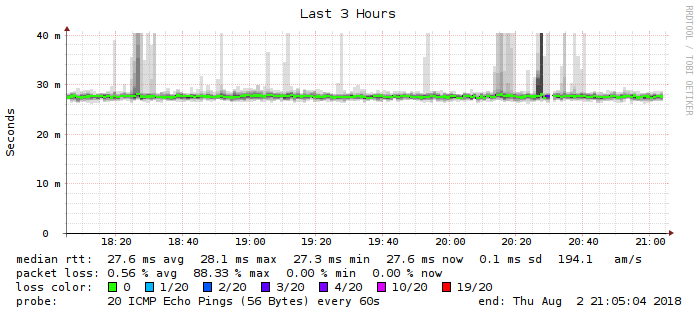 Last 3 Hours
RRDTOOL / TOBI OETIKER
Seconds
40 m
30 m
20 m
10 m
0
18:20 18:40 19:00 19:20 19:40 20:00 20:20 20:40 21:00
median rtt: 27.6 ms avg 28.1 ms max 27.3 ms min 27.6 ms now 0.1 ms sd 194.1 am/s
packet loss: 0.56 % avg 88.33 % max 0.00 % min 0.00 % now
loss color: 0 1/20 2/20 3/20 4/20 10/20 19/20
probe: 20 ICMP Echo Pings (56 Bytes) every 60s end: Thu Aug 2 21:05:04 2018